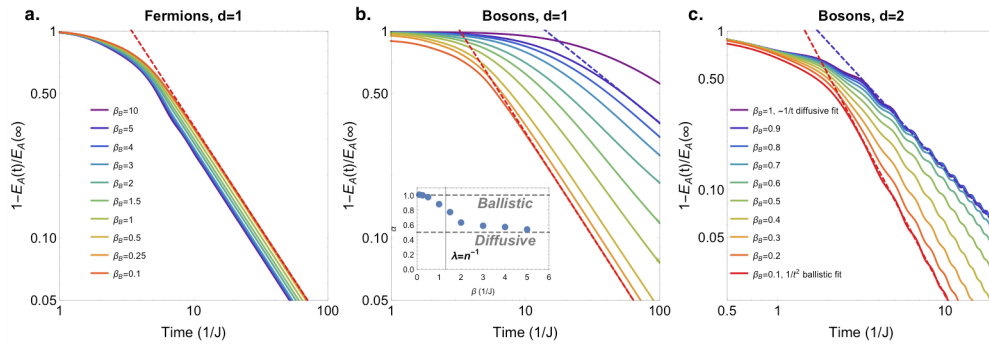 a.
Fermions, d=1
1-E_A(t)/E_A(∞)
0.50
0.10
0.05
β_B=10
β_B=5
β_B=4
β_B=3
β_B=2
β_B=1.5
β_B=1
β_B=0.5
β_B=0.25
β_B=0.1
1
10
100
Time (1/J)
b.
Bosons, d=1
1-E_A(t)/E_A(∞)
1
0.50
0.10
0.05
α
1.0
0.8
0.6
0.4
0.2
0.0
Ballistic
Diffusive
λ=n⁻¹
0 1 2 3 4 5 6
β (1/J)
1
10
100
Time (1/J)
c.
Bosons, d=2
1-E_A(t)/E_A(∞)
1
0.50
0.10
0.05
β_B=1, ~1/t diffusive fit
β_B=0.9
β_B=0.8
β_B=0.7
β_B=0.6
β_B=0.5
β_B=0.4
β_B=0.3
β_B=0.2
β_B=0.1, 1/t² ballistic fit
0.5
1
5
10
Time (1/J)